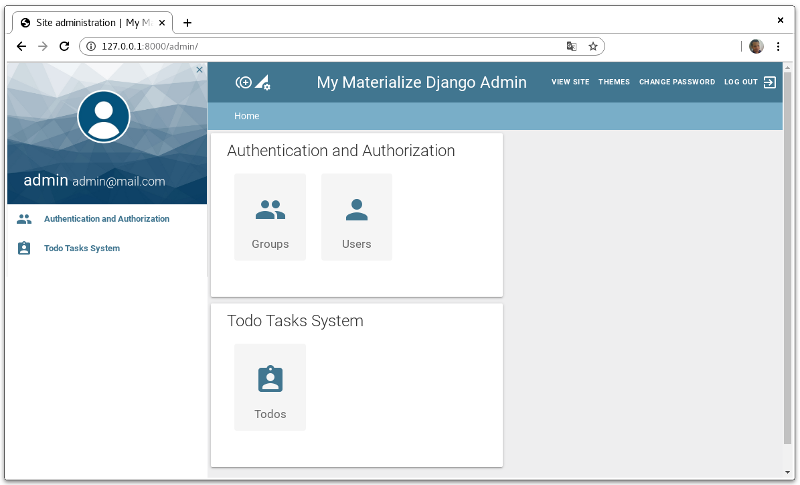 Site administration | My M
127.0.0.1:8000/admin/
My Materialize Django Admin
VIEW SITE THEMES CHANGE PASSWORD LOG OUT
Home
admin admin@mail.com
Authentication and Authorization
Todo Tasks System
Authentication and Authorization
Groups Users
Todo Tasks System
Todos